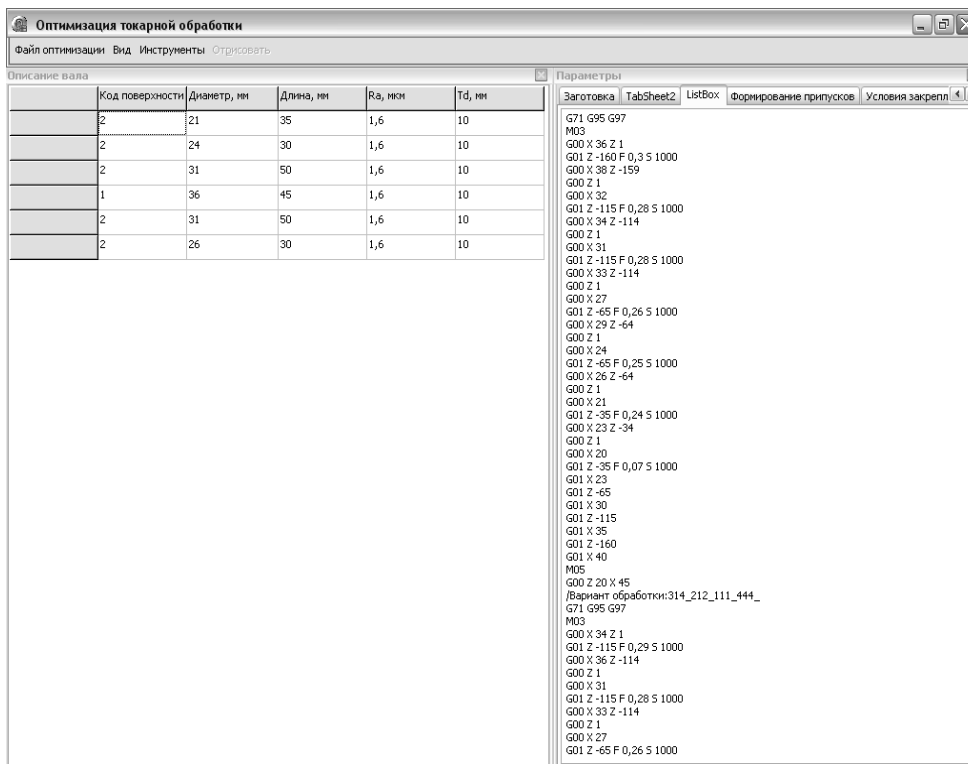 Оптимизация токарной обработки
Файл оптимизации Вид Инструменты Отрисовать
Описание вала
Код поверхности Диаметр, мм Длина, мм Ra, мкм Td, мм
2 21 35 1,6 10
2 24 30 1,6 10
2 31 50 1,6 10
1 36 45 1,6 10
2 31 50 1,6 10
2 26 30 1,6 10
Параметры
Заготовка TabSheet2 ListBox Формирование припусков Условия закрепл
G71 G95 G97
M03
G00 X 36 Z 1
G01 Z -160 F 0,3 S 1000
G00 X 38 Z -159
G00 Z 1
G00 X 32
G01 Z -115 F 0,28 S 1000
G00 X 34 Z -114
G00 Z 1
G00 X 31
G01 Z -115 F 0,28 S 1000
G00 X 33 Z -114
G00 Z 1
G00 X 27
G01 Z -65 F 0,26 S 1000
G00 X 29 Z -64
G00 Z 1
G00 X 24
G01 Z -65 F 0,25 S 1000
G00 X 26 Z -64
G00 Z 1
G00 X 21
G01 Z -35 F 0,24 S 1000
G00 X 23 Z -34
G00 Z 1
G00 X 20
G01 Z -35 F 0,07 S 1000
G01 X 23
G01 Z -65
G01 X 30
G01 Z -115
G01 X 35
G01 Z -160
G01 X 40
M05
G00 Z 20 X 45
/Вариант обработки:314_212_111_444_
G71 G95 G97
M03
G00 X 34 Z 1
G01 Z -115 F 0,29 S 1000
G00 X 36 Z -114
G00 Z 1
G00 X 31
G01 Z -115 F 0,28 S 1000
G00 X 33 Z -114
G00 Z 1
G00 X 27
G01 Z -65 F 0,26 S 1000